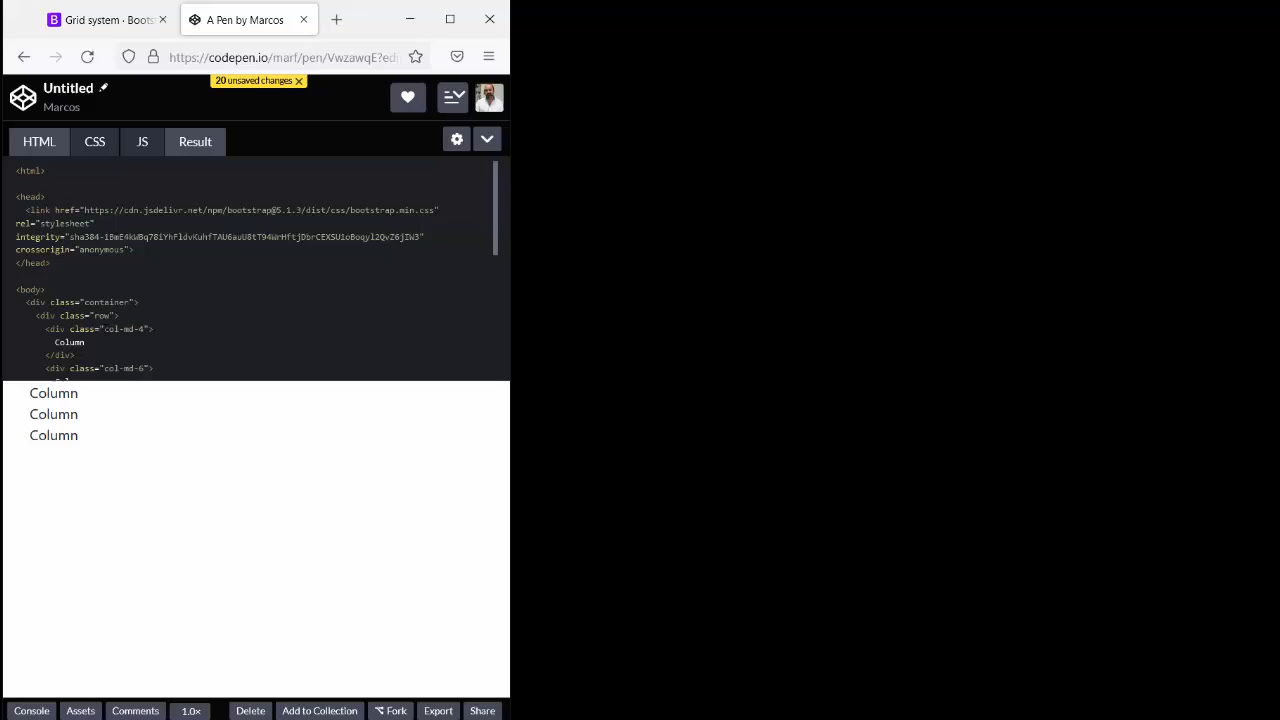 Grid system · Boots
A Pen by Marcos
https://codepen.io/marf/pen/VwzawqE?edi
20 unsaved changes
Untitled
Marcos
HTML
CSS
JS
Result
<html>
<head>
<link href="https://cdn.jsdelivr.net/npm/bootstrap@5.1.3/dist/css/bootstrap.min.css"
rel="stylesheet"
integrity="sha384-1BmE4kWBq78iYhFldvKuhfTAU6auU8tT94WrHftjDbrCEXSU1oBoqyl2QvZ6jIW3"
crossorigin="anonymous">
</head>
<body>
<div class="container">
<div class="row">
<div class="col-md-4">
Column
</div>
<div class="col-md-6">
Column
Column
Column
Console
Assets
Comments
1.0×
Delete
Add to Collection
Fork
Export
Share